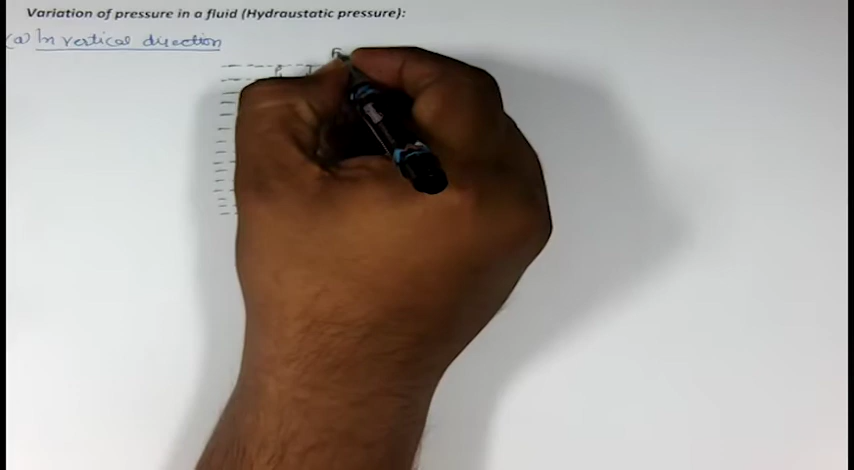 Variation of pressure in a fluid (Hydraustatic pressure):
(a) In vertical direction